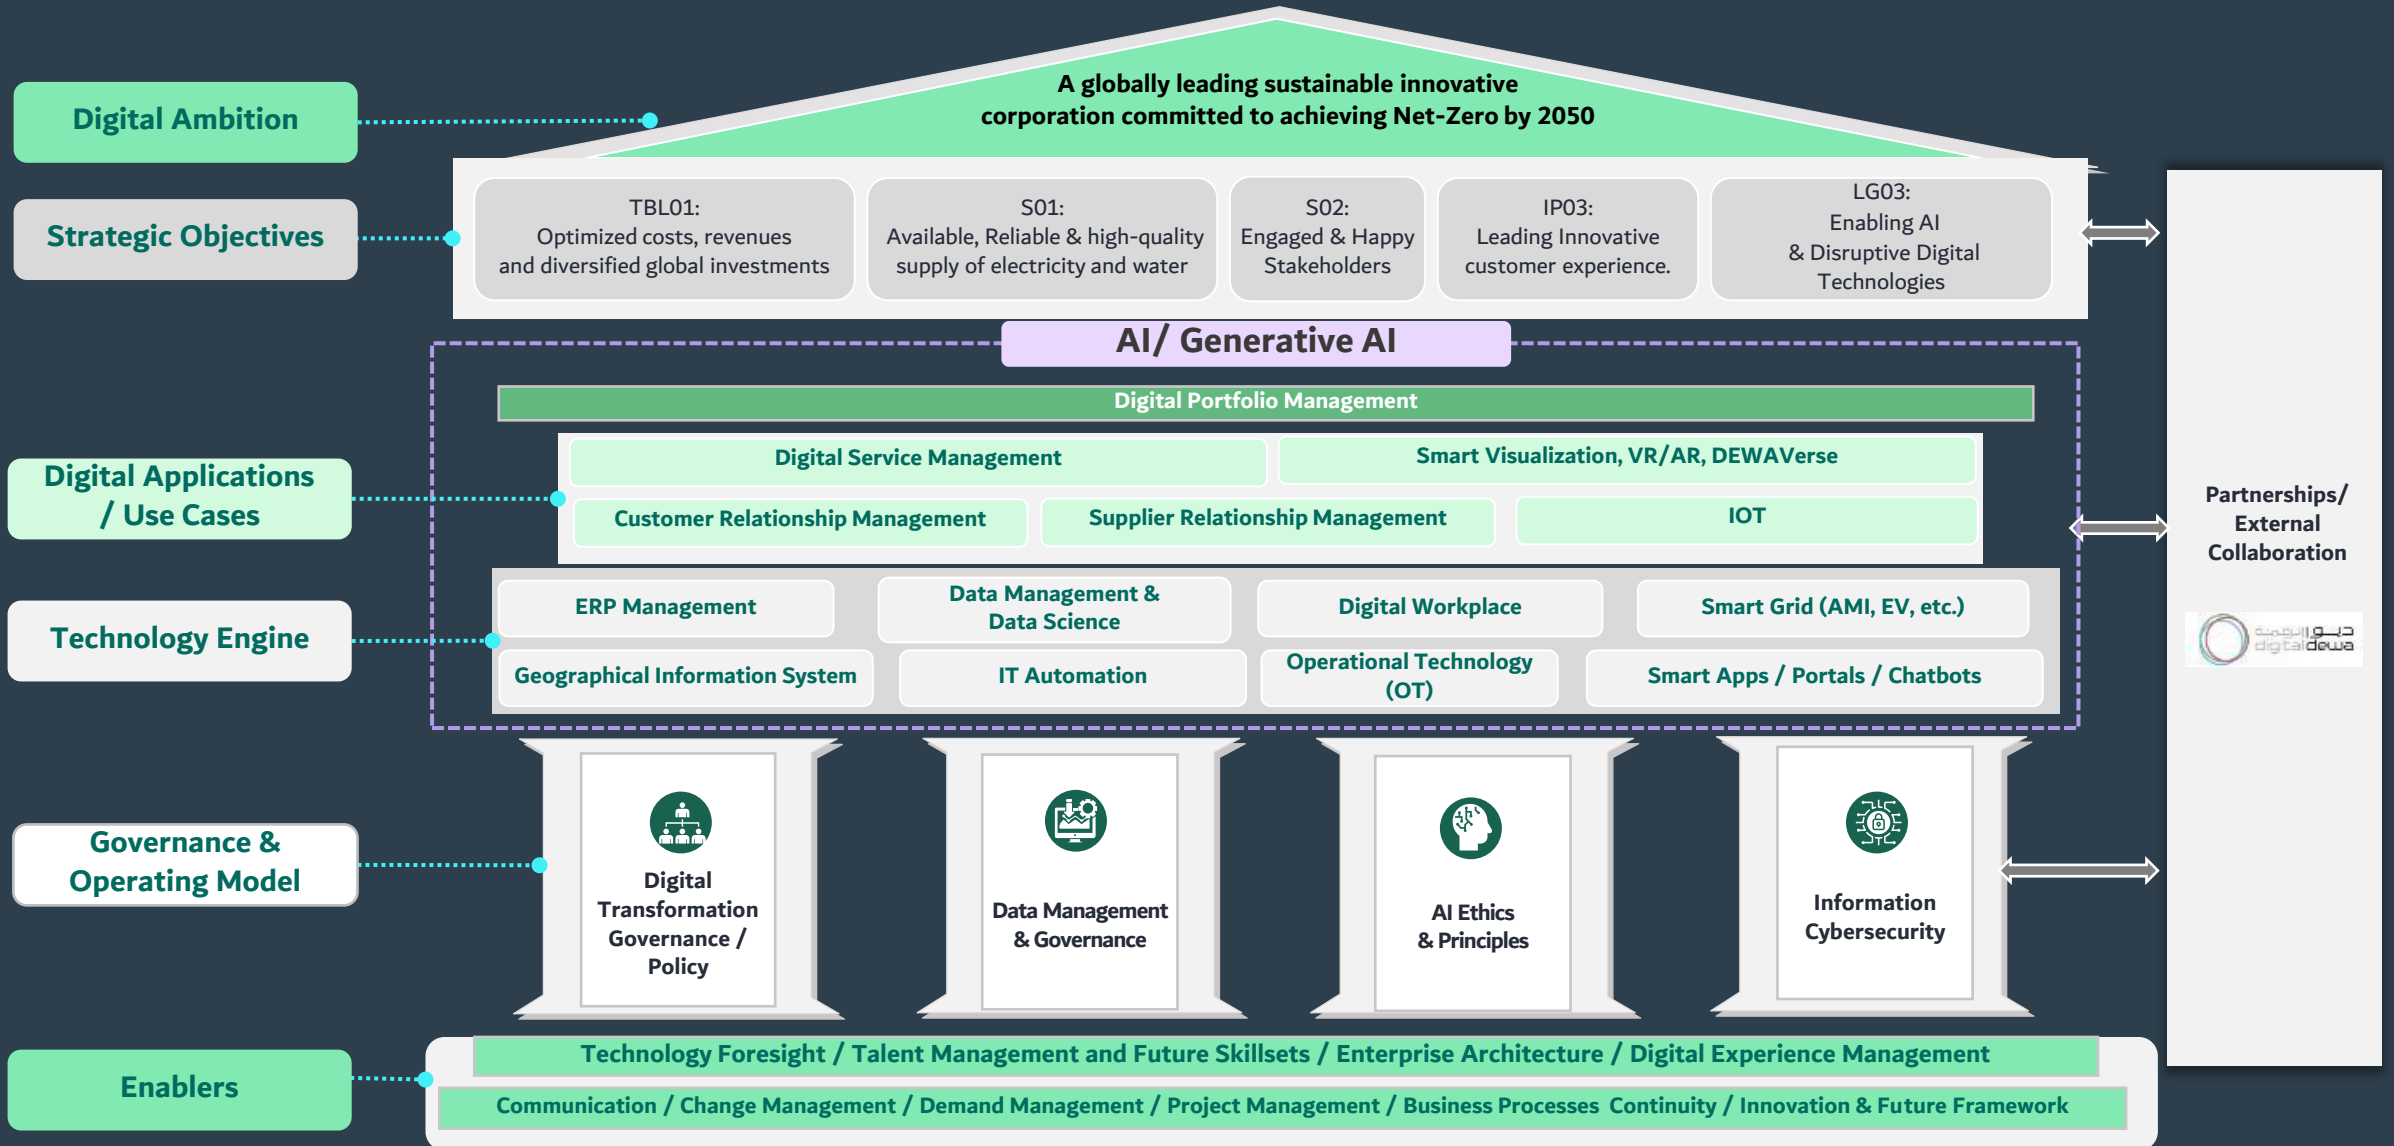 A globally leading sustainable innovative
corporation committed to achieving Net-Zero by 2050
Digital Ambition
Strategic Objectives
TBL01:
Optimized costs, revenues
and diversified global investments
S01:
Available, Reliable & high-quality
supply of electricity and water
S02:
Engaged & Happy
Stakeholders
IP03:
Leading Innovative
customer experience.
LG03:
Enabling AI
& Disruptive Digital
Technologies
AI/ Generative AI
Digital Portfolio Management
Digital Applications
/ Use Cases
Digital Service Management
Smart Visualization, VR/AR, DEWAVerse
Customer Relationship Management
Supplier Relationship Management
IOT
Technology Engine
ERP Management
Data Management &
Data Science
Digital Workplace
Smart Grid (AMI, EV, etc.)
Geographical Information System
IT Automation
Operational Technology
(OT)
Smart Apps / Portals / Chatbots
Partnerships/
External
Collaboration
digitaldewa
Governance &
Operating Model
Digital
Transformation
Governance /
Policy
Data Management
& Governance
AI Ethics
& Principles
Information
Cybersecurity
Enablers
Technology Foresight / Talent Management and Future Skillsets / Enterprise Architecture / Digital Experience Management
Communication / Change Management / Demand Management / Project Management / Business Processes  Continuity / Innovation & Future Framework